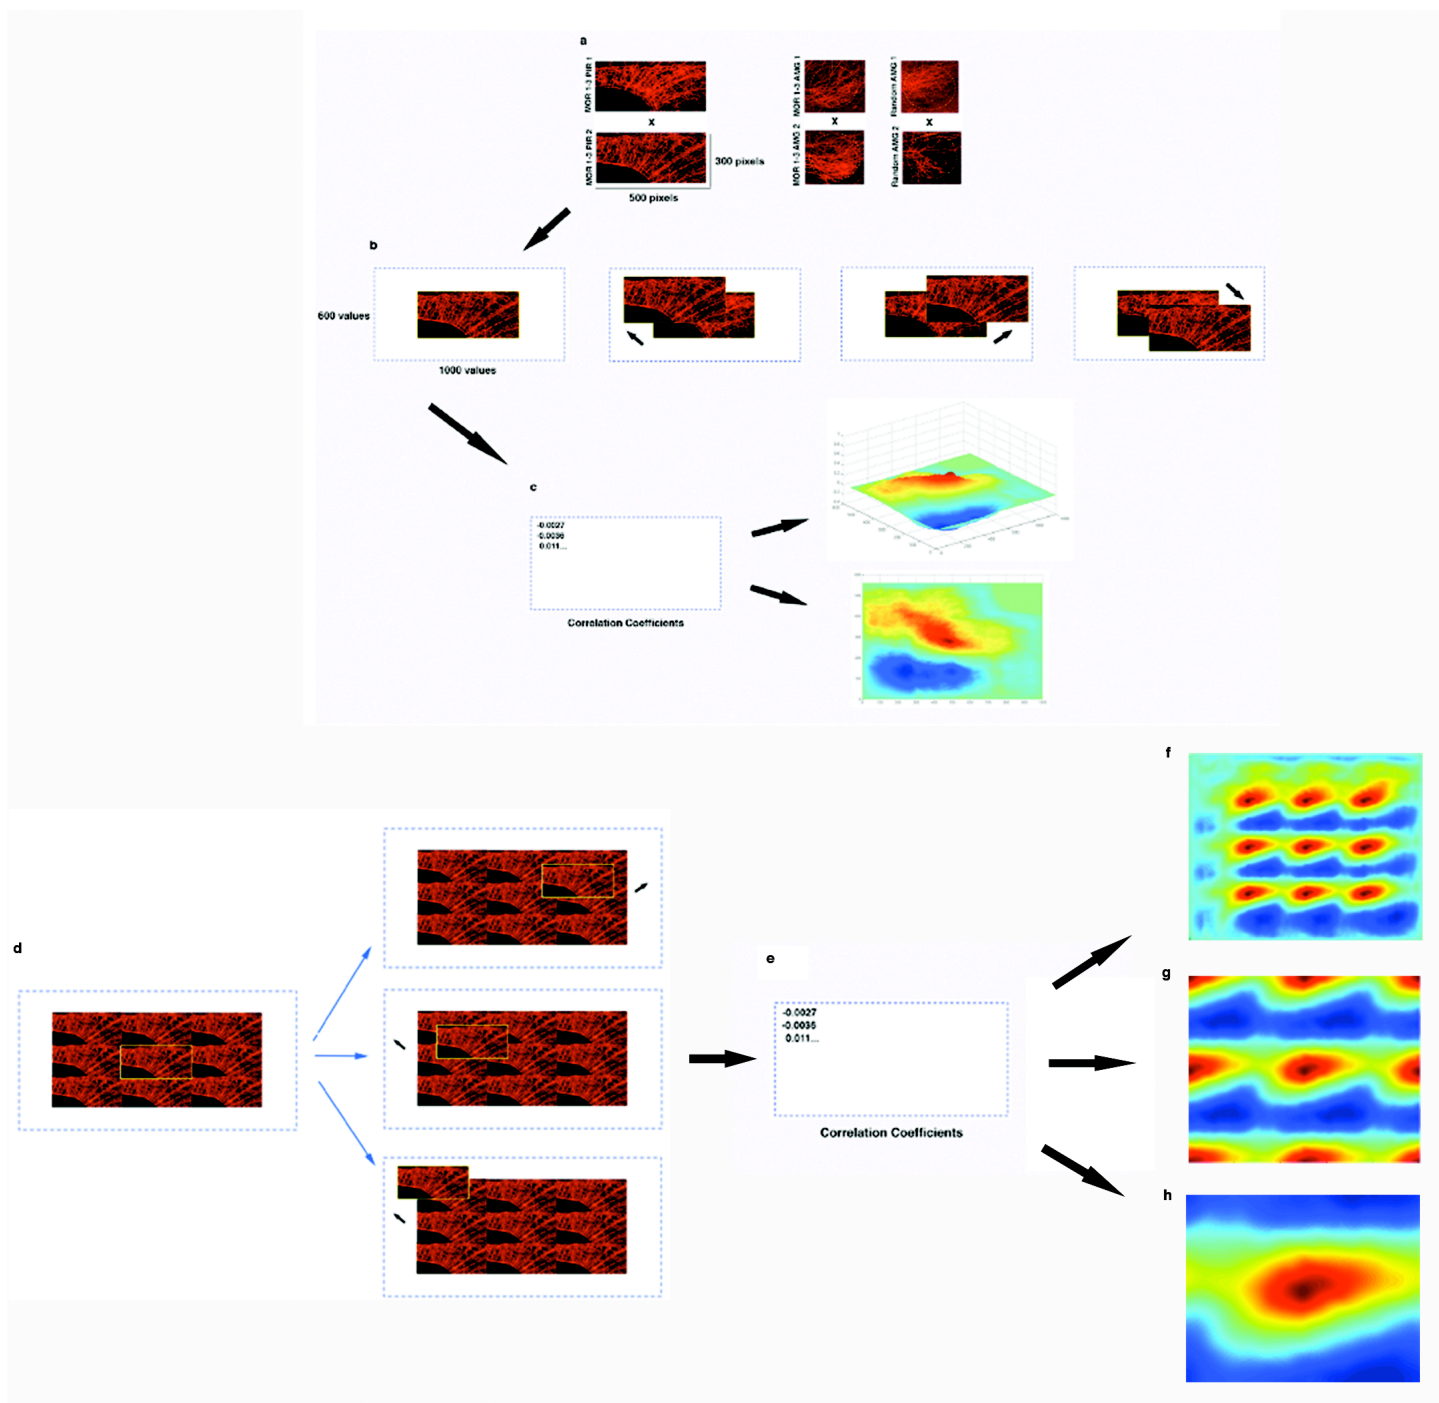 a
MOR 1-3 PIR 1
MOR 1-3 AMG 1
Random AMG 1
x
x
x
MOR 1-3 PIR 2
MOR 1-3 AMG 2
Random AMG 2
300 pixels
500 pixels
b
600 values
1000 values
c
-0.0027
-0.0036
0.011...
Correlation Coefficients
f
d
e
g
-0.0027
-0.0035
0.011...
Correlation Coefficients
h